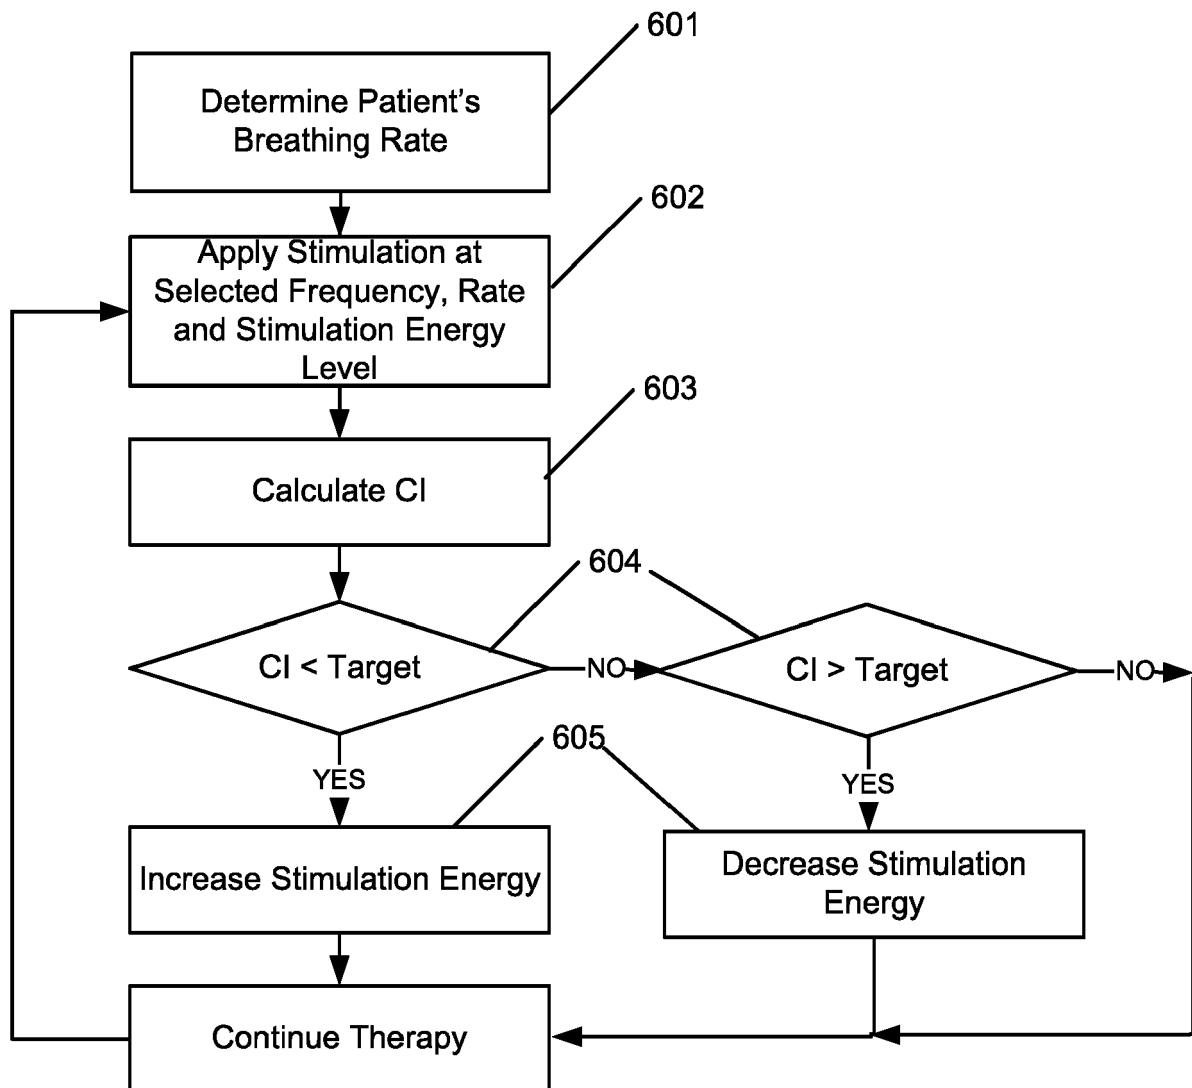 601
Determine Patient's
Breathing Rate
602
Apply Stimulation at
Selected Frequency, Rate
and Stimulation Energy
Level
603
Calculate CI
604
CI < Target
NO
CI > Target
NO
605
YES
YES
Increase Stimulation Energy
Decrease Stimulation
Energy
Continue Therapy